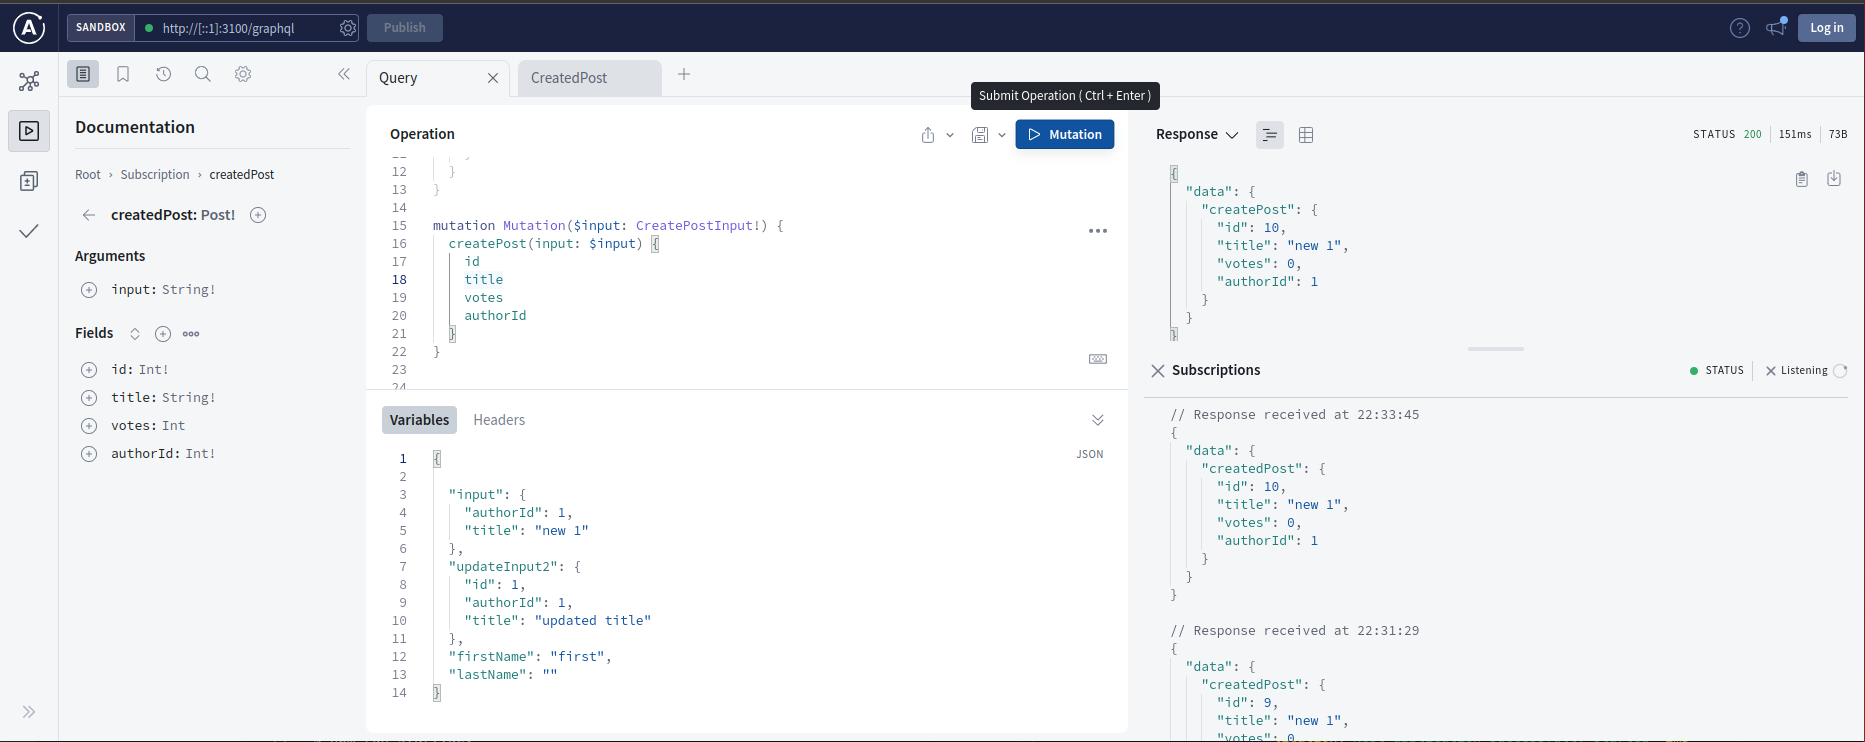 SANDBOX
http://[::1]:3100/graphql
Publish
Log in
Query
CreatedPost
Submit Operation ( Ctrl + Enter )
Documentation
Root › Subscription › createdPost
createdPost: Post!
Arguments
input: String!
Fields
id: Int!
title: String!
votes: Int
authorId: Int!
Operation
Mutation
12 }
13 }
14
15 mutation Mutation($input: CreatePostInput!) {
16 createPost(input: $input) {
17 id
18 title
19 votes
20 authorId
21 }
22 }
23
24
Variables
Headers
JSON
1 {
2
3 "input": {
4 "authorId": 1,
5 "title": "new 1"
6 },
7 "updateInput2": {
8 "id": 1,
9 "authorId": 1,
10 "title": "updated title"
11 },
12 "firstName": "first",
13 "lastName": ""
14 }
Response
STATUS 200
151ms
73B
{
"data": {
"createPost": {
"id": 10,
"title": "new 1",
"votes": 0,
"authorId": 1
}
}
}
Subscriptions
STATUS
Listening
// Response received at 22:33:45
{
"data": {
"createdPost": {
"id": 10,
"title": "new 1",
"votes": 0,
"authorId": 1
}
}
}
// Response received at 22:31:29
{
"data": {
"createdPost": {
"id": 9,
"title": "new 1",
"votes": 0,